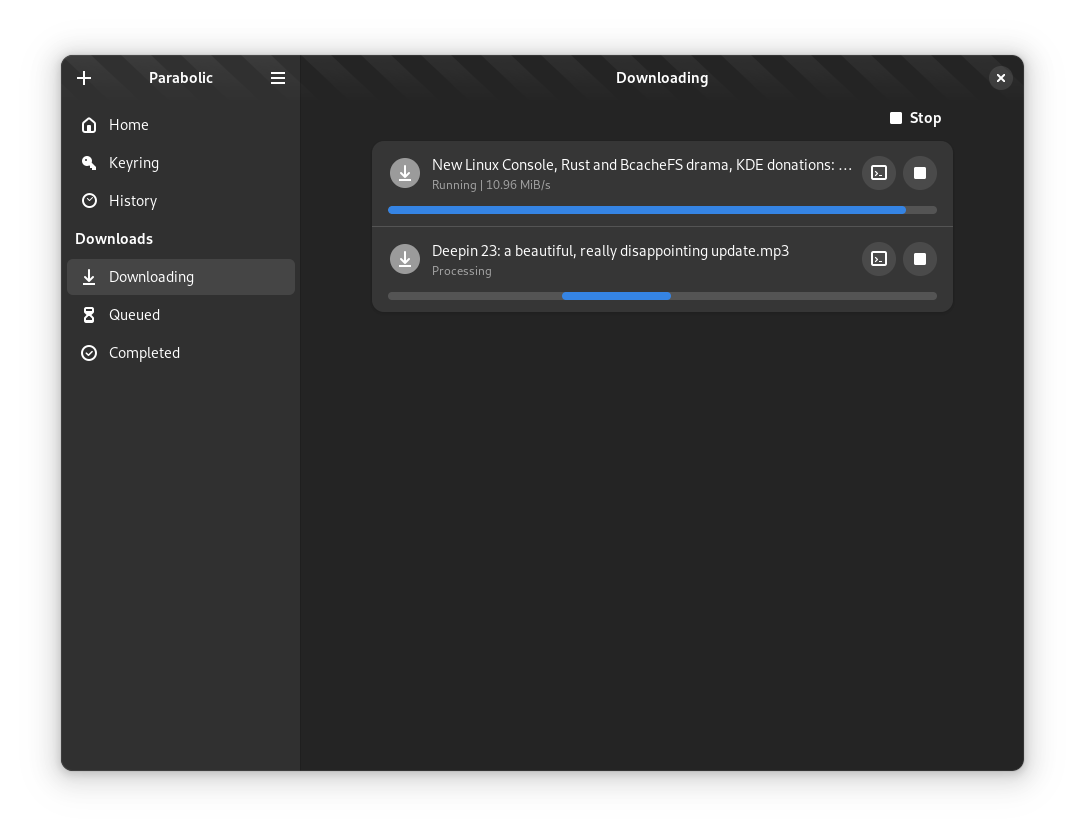 Parabolic
Home
Keyring
History
Downloads
Downloading
Queued
Completed
Downloading
Stop
New Linux Console, Rust and BcacheFS drama, KDE donations: …
Running | 10.96 MiB/s
Deepin 23: a beautiful, really disappointing update.mp3
Processing